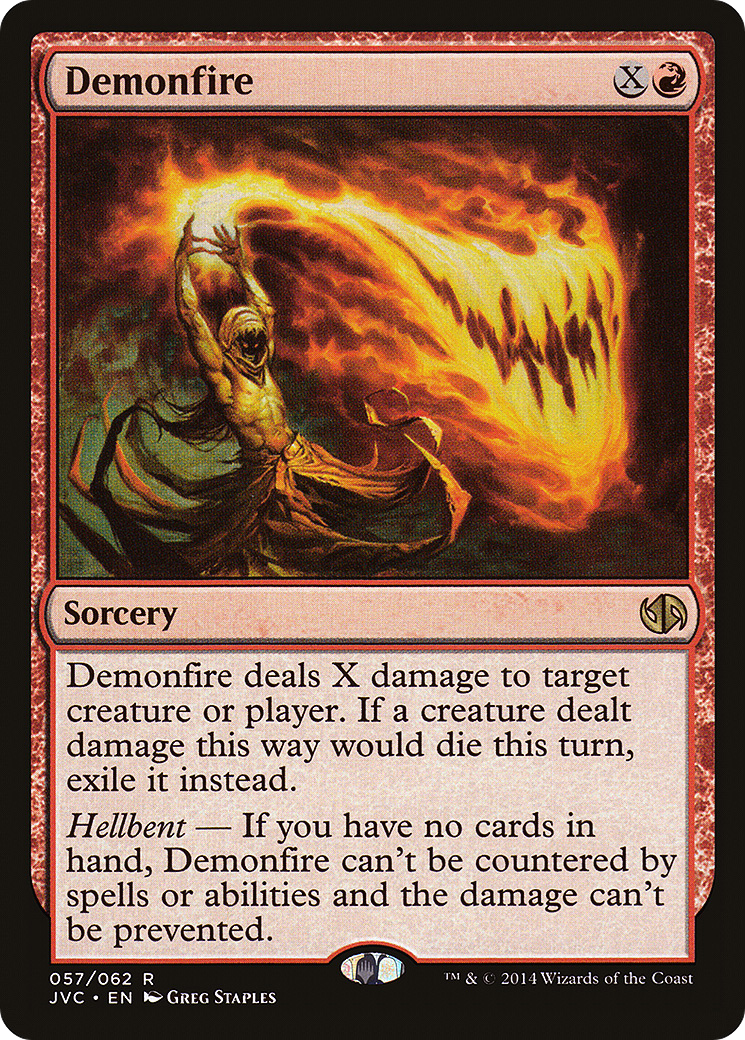 Demonfire X
Sorcery
Demonfire deals X damage to target
creature or player. If a creature dealt
damage this way would die this turn,
exile it instead.
Hellbent — If you have no cards in
hand, Demonfire can't be countered by
spells or abilities and the damage can't
be prevented.
057/062 R
JVC • EN Greg Staples
™ & © 2014 Wizards of the Coast